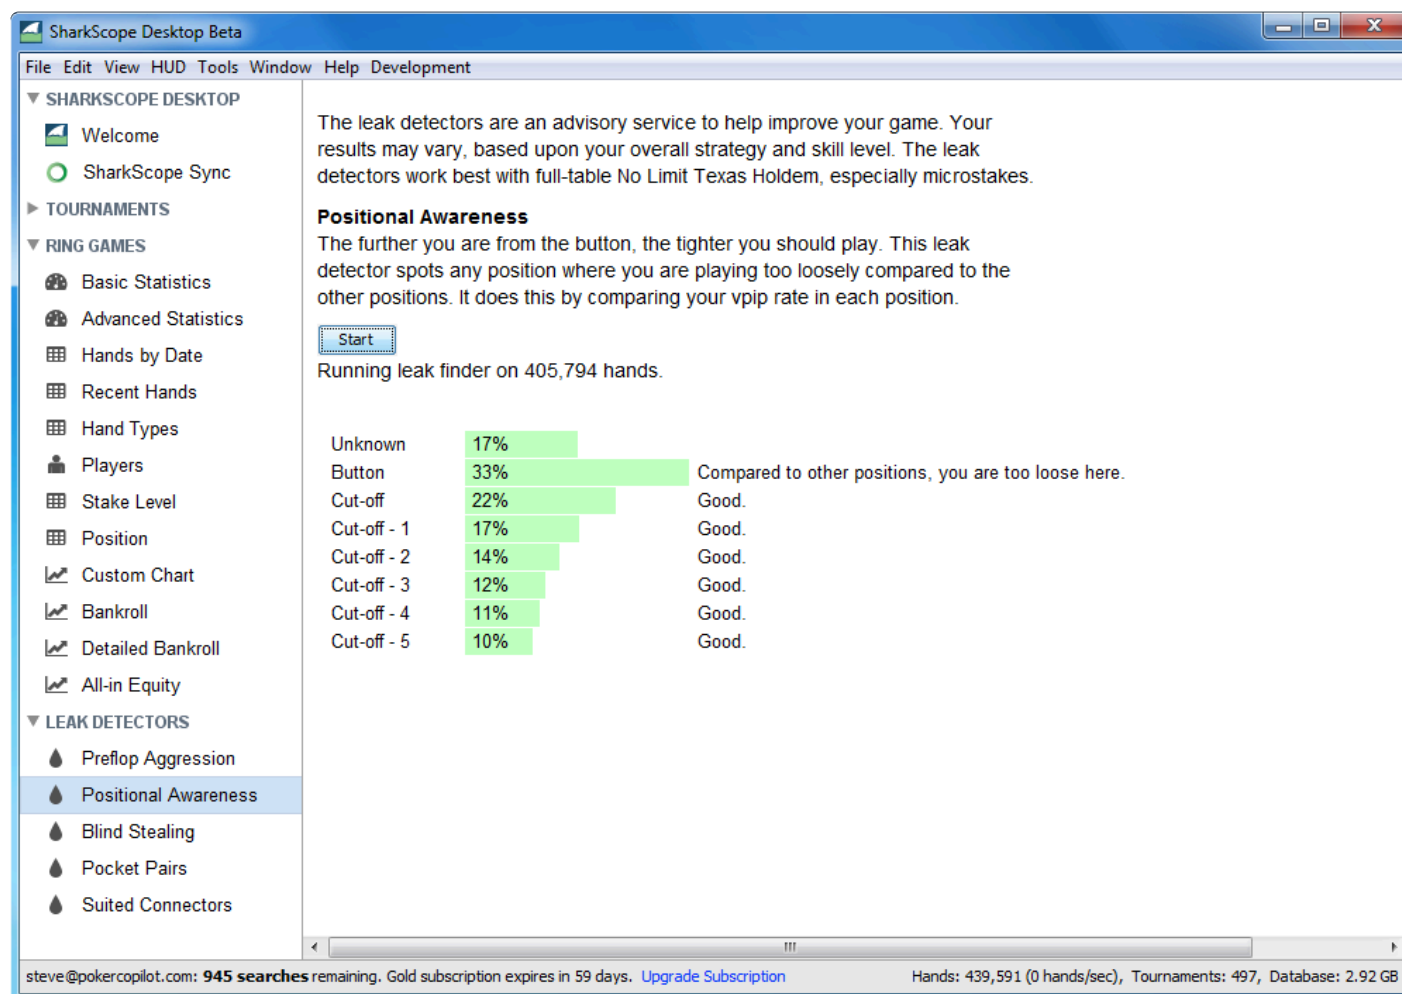 SharkScope Desktop Beta
File Edit View HUD Tools Window Help Development
SHARKSCOPE DESKTOP
Welcome
SharkScope Sync
TOURNAMENTS
RING GAMES
Basic Statistics
Advanced Statistics
Hands by Date
Recent Hands
Hand Types
Players
Stake Level
Position
Custom Chart
Bankroll
Detailed Bankroll
All-in Equity
LEAK DETECTORS
Preflop Aggression
Positional Awareness
Blind Stealing
Pocket Pairs
Suited Connectors
The leak detectors are an advisory service to help improve your game. Your
results may vary, based upon your overall strategy and skill level. The leak
detectors work best with full-table No Limit Texas Holdem, especially microstakes.
Positional Awareness
The further you are from the button, the tighter you should play. This leak
detector spots any position where you are playing too loosely compared to the
other positions. It does this by comparing your vpip rate in each position.
Start
Running leak finder on 405,794 hands.
Unknown 17%
Button 33% Compared to other positions, you are too loose here.
Cut-off 22% Good.
Cut-off - 1 17% Good.
Cut-off - 2 14% Good.
Cut-off - 3 12% Good.
Cut-off - 4 11% Good.
Cut-off - 5 10% Good.
steve@pokercopilot.com: 945 searches remaining. Gold subscription expires in 59 days. Upgrade Subscription Hands: 439,591 (0 hands/sec), Tournaments: 497, Database: 2.92 GB